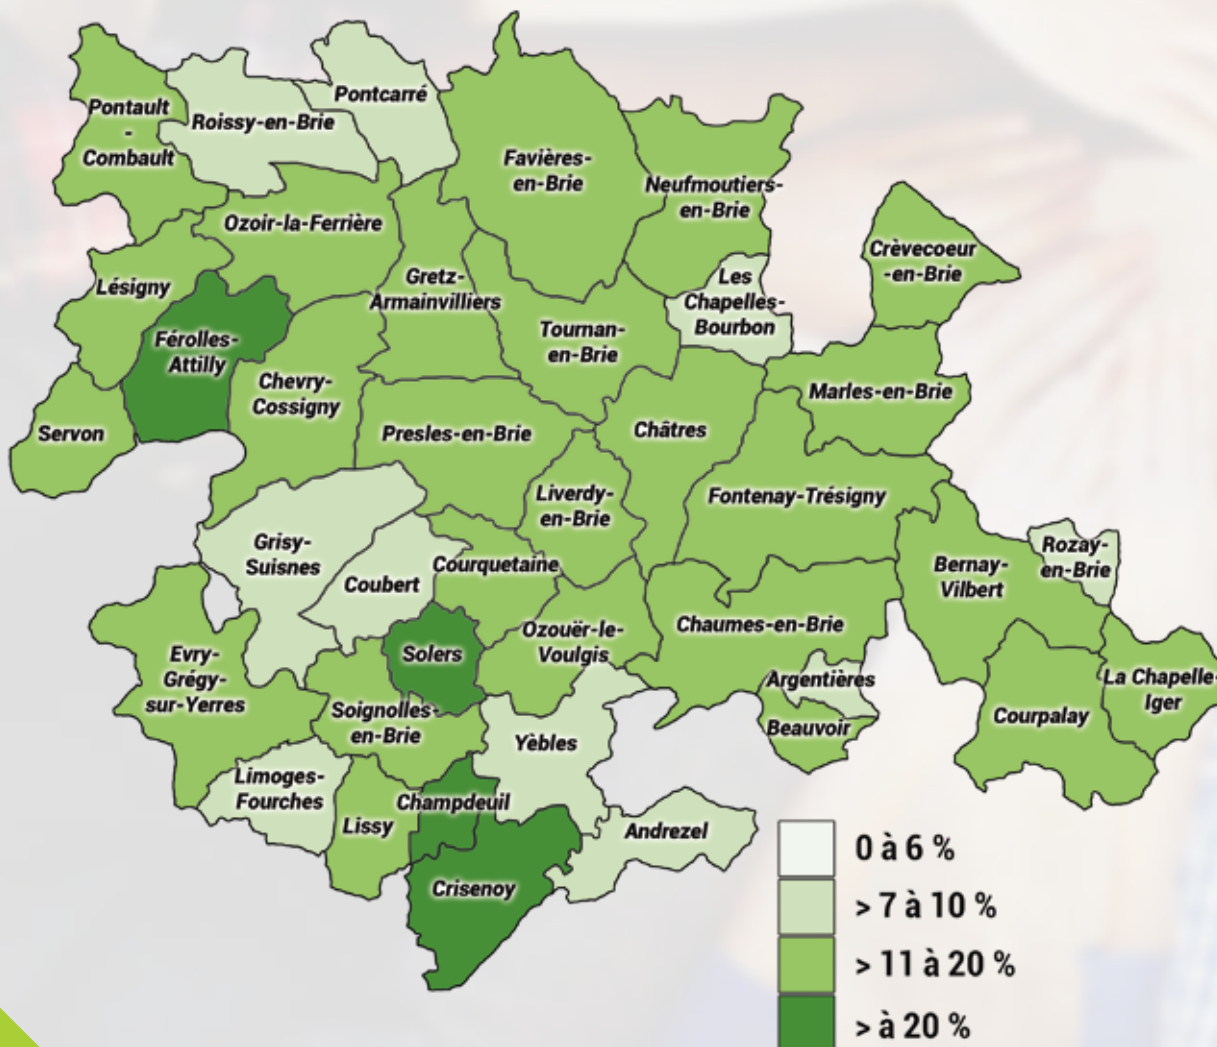 Pontcarré
Pontault
-
Combault
Roissy-en-Brie
Favières-
en-Brie
Neufmoutiers-
en-Brie
Ozoir-la-Ferrière
Crèvecoeur
-en-Brie
Lésigny
Gretz-
Armainvilliers
Les
Chapelles-
Bourbon
Férolles-
Attilly
Tournan-
en-Brie
Chevry-
Cossigny
Marles-en-Brie
Servon
Presles-en-Brie
Châtres
Liverdy-
en-Brie
Fontenay-Trésigny
Grisy-
Suisnes
Coubert
Courquetaine
Bernay-
Vilbert
Rozay-
en-Brie
Evry-
Grégy-
sur-Yerres
Solers
Ozouër-le-
Voulgis
Chaumes-en-Brie
Argentières
La Chapelle-
Iger
Soignolles-
en-Brie
Yèbles
Beauvoir
Courpalay
Limoges-
Fourches
Lissy
Champdeuil
Andrezel
Crisenoy
0 à 6 %
> 7 à 10 %
> 11 à 20 %
> à 20 %